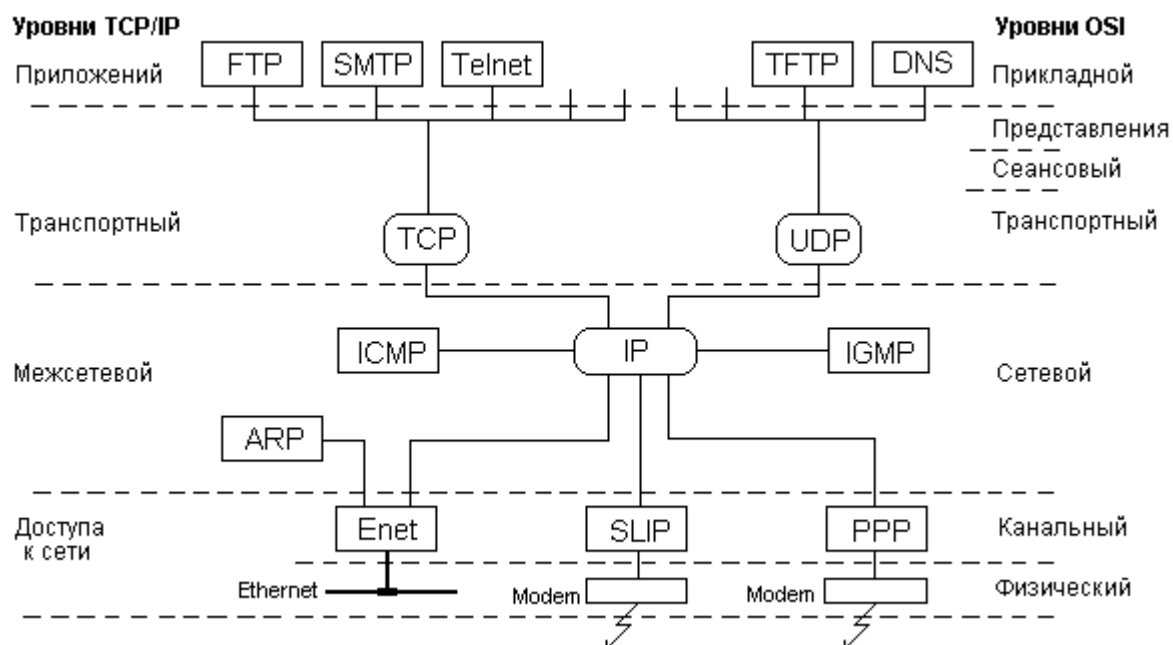 Уровни TCP/IP
Уровни OSI
Приложений
FTP
SMTP
Telnet
TFTP
DNS
Прикладной
Представления
Сеансовый
Транспортный
TCP
UDP
Транспортный
ICMP
IP
IGMP
Межсетевой
Сетевой
ARP
Доступа
к сети
Enet
SLIP
PPP
Канальный
Ethernet
Modem
Modem
Физический